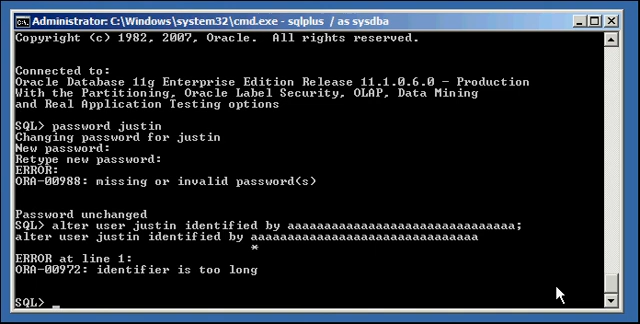 Administrator: C:\Windows\system32\cmd.exe - sqlplus / as sysdba
Copyright (c) 1982, 2007, Oracle.  All rights reserved.
Connected to:
Oracle Database 11g Enterprise Edition Release 11.1.0.6.0 - Production
With the Partitioning, Oracle Label Security, OLAP, Data Mining
and Real Application Testing options
SQL> password justin
Changing password for justin
New password:
Retype new password:
ERROR:
ORA-00988: missing or invalid password(s)
Password unchanged
SQL> alter user justin identified by aaaaaaaaaaaaaaaaaaaaaaaaaaaaaaa;
alter user justin identified by aaaaaaaaaaaaaaaaaaaaaaaaaaaaaaa
*
ERROR at line 1:
ORA-00972: identifier is too long
SQL> _